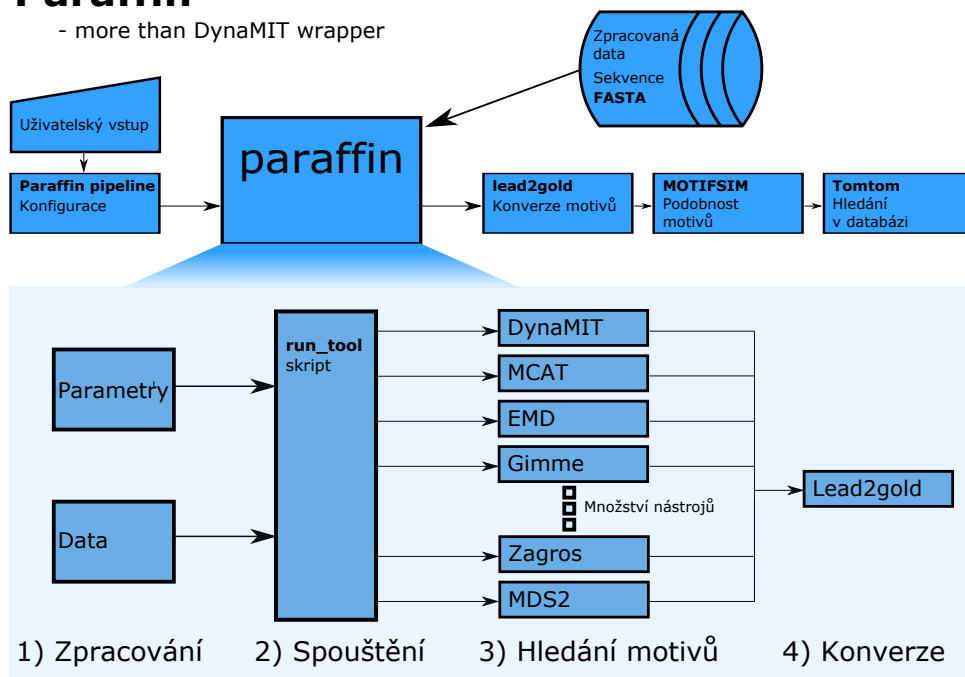 Paraffin
- more than DynaMIT wrapper
Zpracovaná
data
Sekvence
FASTA
Uživatelský vstup
paraffin
Paraffin pipeline
Konfigurace
lead2gold
Konverze motivů
MOTIFSIM
Podobnost
motivů
Tomtom
Hledání
v databázi
Parametry
Data
run_tool
skript
DynaMIT
MCAT
EMD
Gimme
Množství nástrojů
Zagros
MDS2
Lead2gold
1) Zpracování
2) Spouštění
3) Hledání motivů
4) Konverze